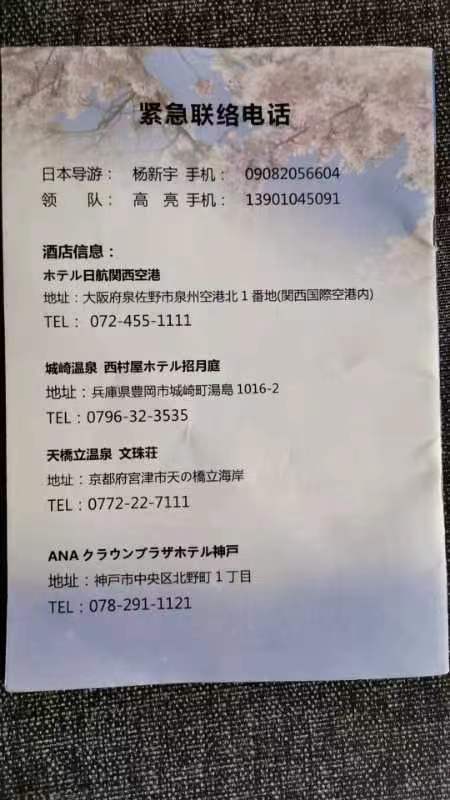 紧急联络电话
日本导游： 杨新宇 手机： 09082056604
领 队： 高 亮 手机： 13901045091
酒店信息：
ホテル日航関西空港
地址：大阪府泉佐野市泉州空港北1番地(関西国際空港内)
TEL： 072-455-1111
城崎温泉 西村屋ホテル招月庭
地址：兵庫県豊岡市城崎町湯島1016-2
TEL：0796-32-3535
天橋立温泉 文珠荘
地址：京都府宮津市天の橋立海岸
TEL：0772-22-7111
ANAクラウンプラザホテル神戸
地址：神戸市中央区北野町1丁目
TEL：078-291-1121